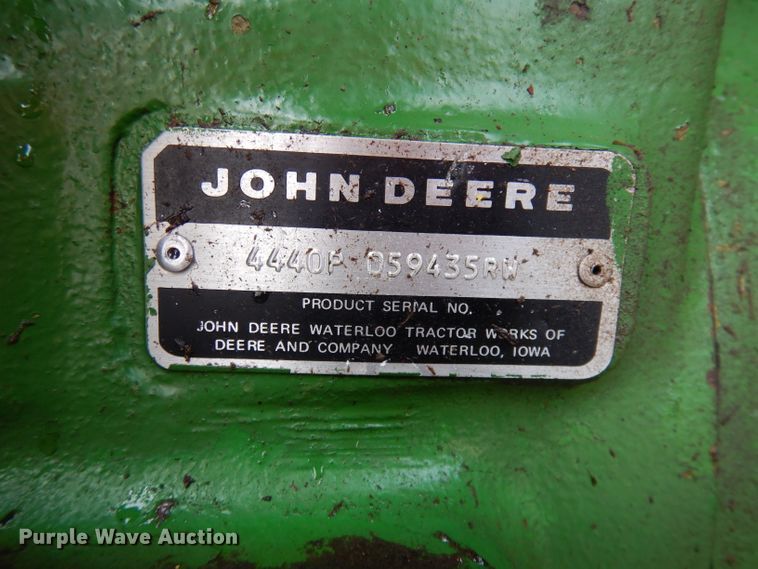 JOHN DEERE
4440P 059435RW
PRODUCT SERIAL NO.
JOHN DEERE WATERLOO TRACTOR WORKS OF
DEERE AND COMPANY WATERLOO, IOWA
Purple Wave Auction